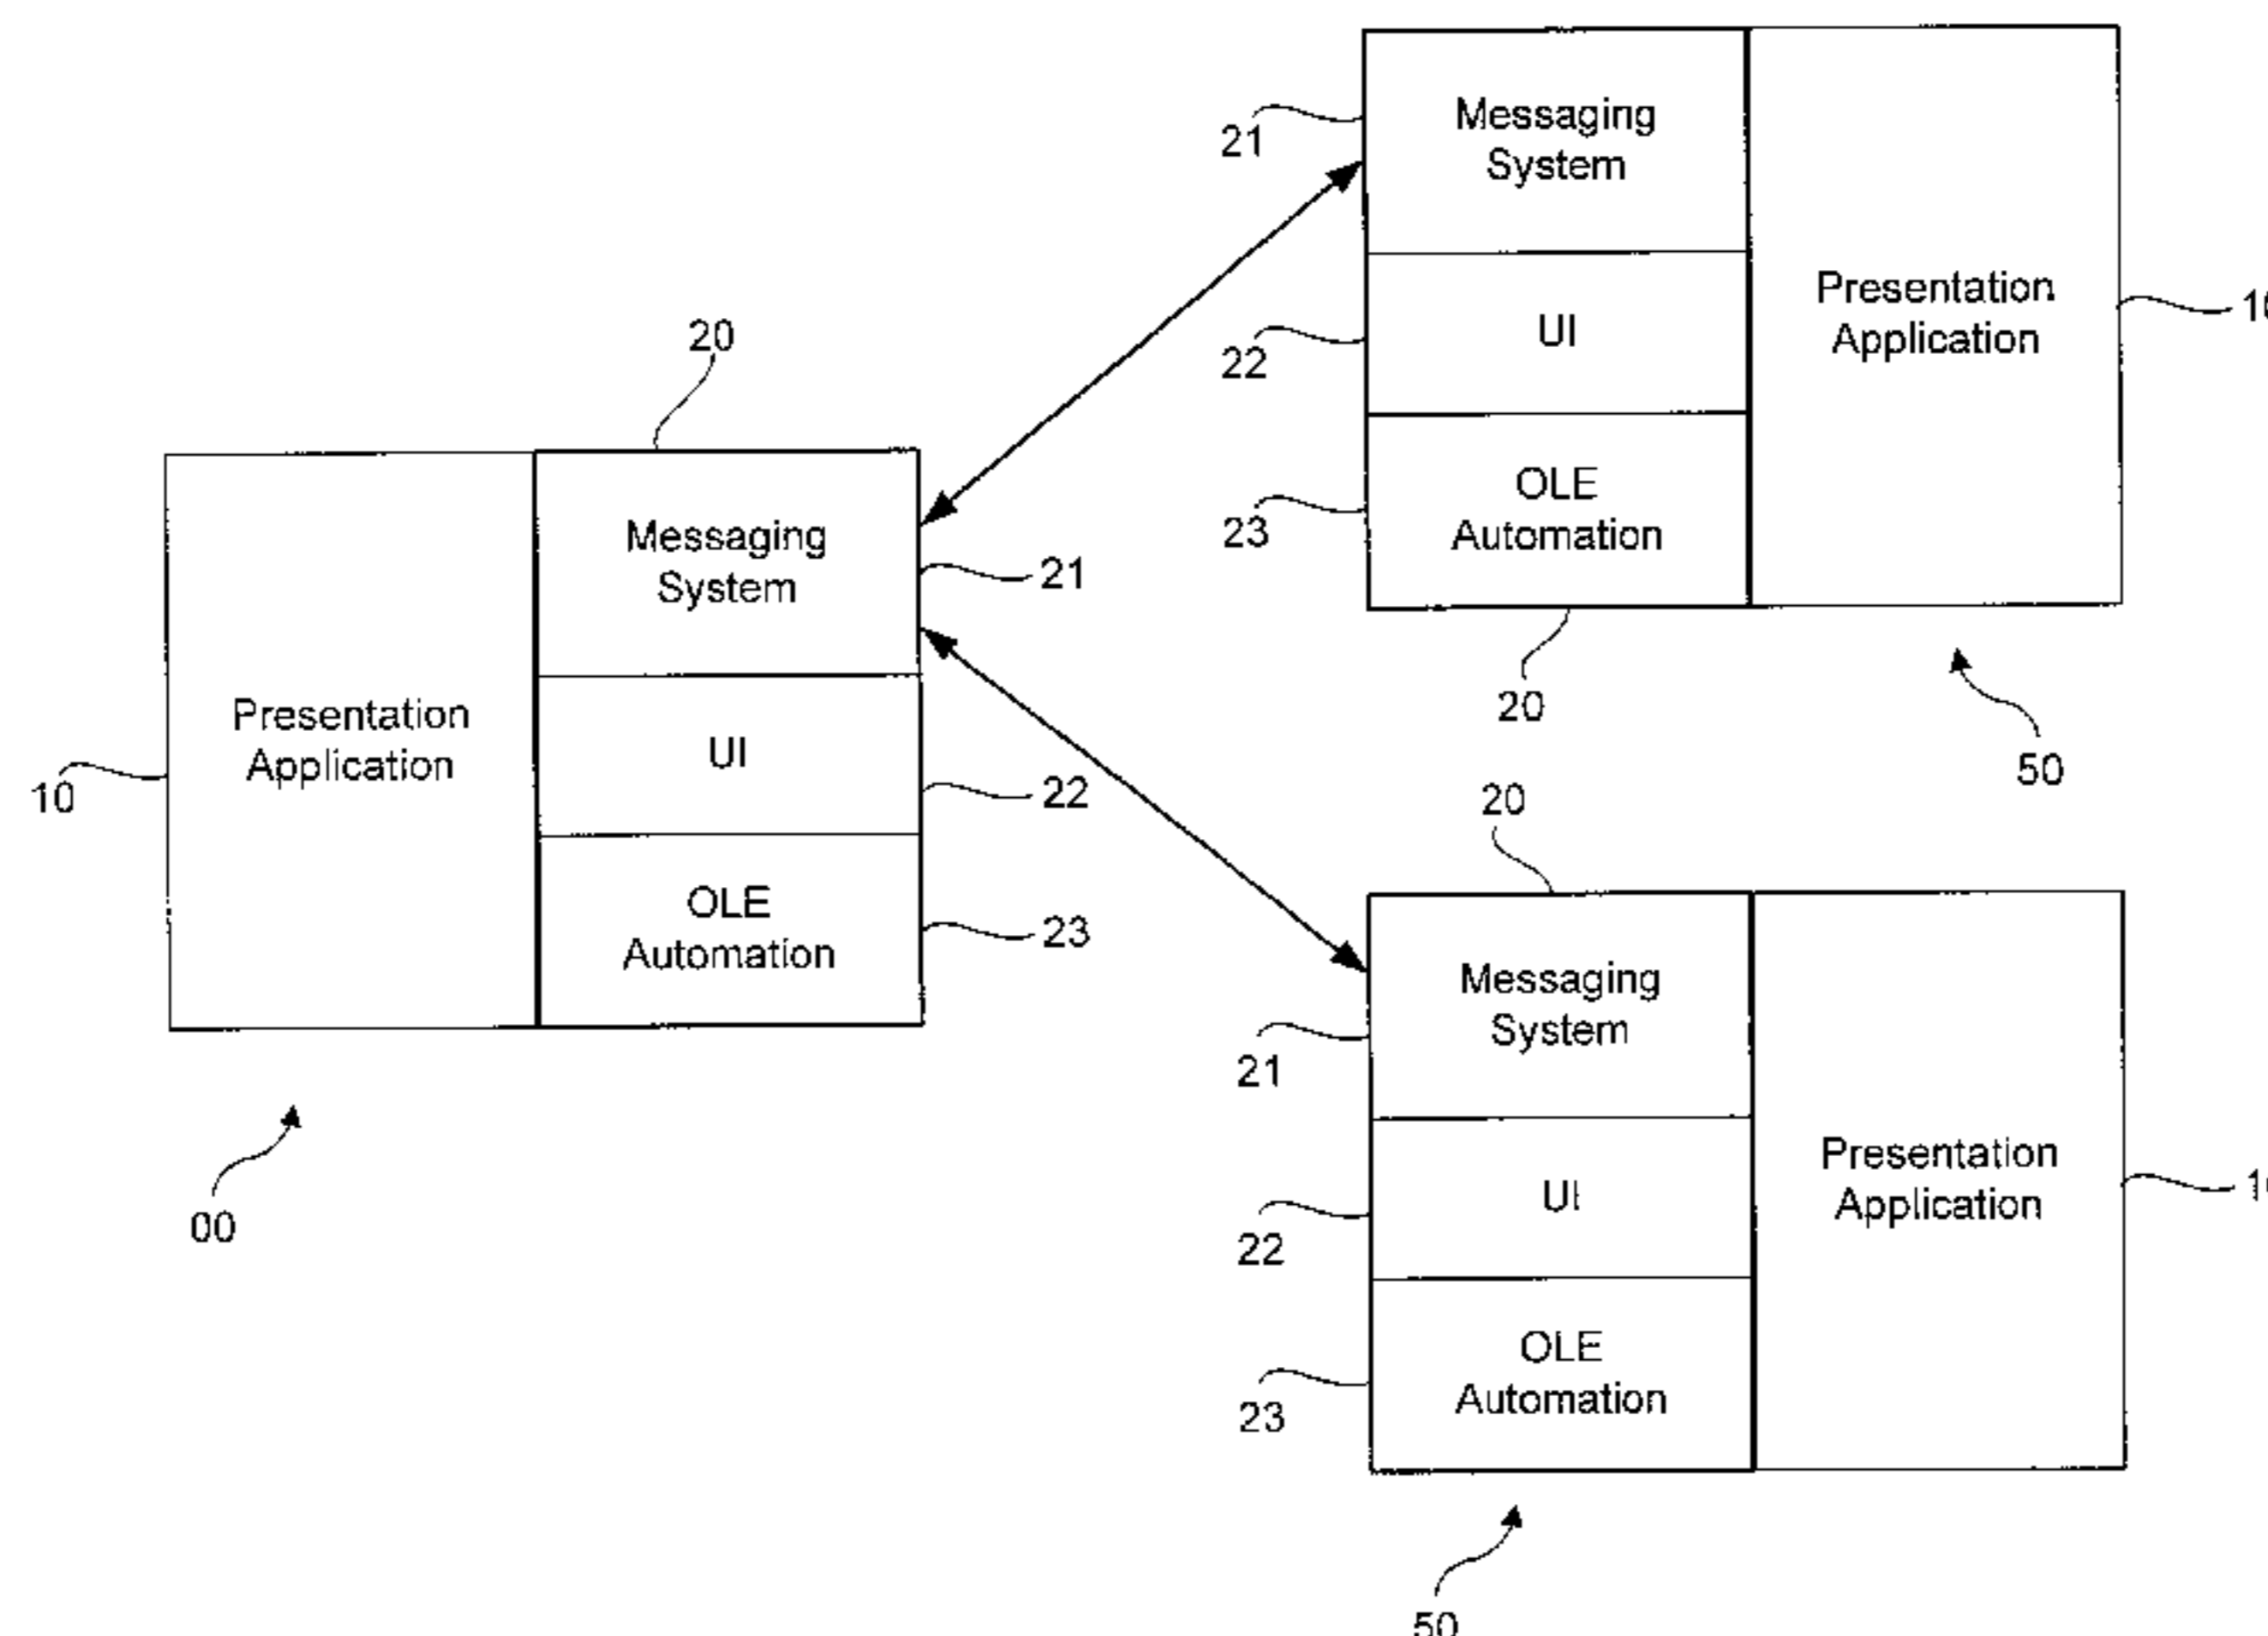 20
Messaging
System
21
Presentation
Application
10
UI
22
OLE
Automation
23
00
21
Messaging
System
22
UI
23
OLE
Automation
Presentation
Application
20
50
20
Messaging
System
21
UI
22
OLE
Automation
23
Presentation
Application
50